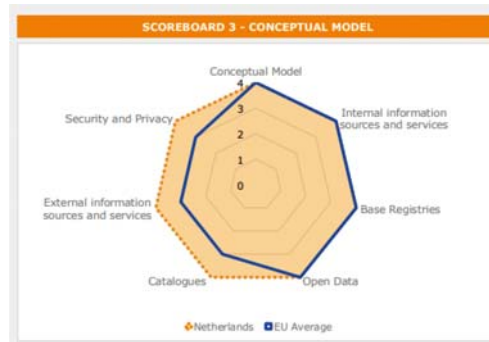 SCOREBOARD 3 - CONCEPTUAL MODEL
Conceptual Model
4
3
2
1
0
Internal information
sources and services
Base Registries
Open Data
Catalogues
External information
sources and services
Security and Privacy
Netherlands
EU Average